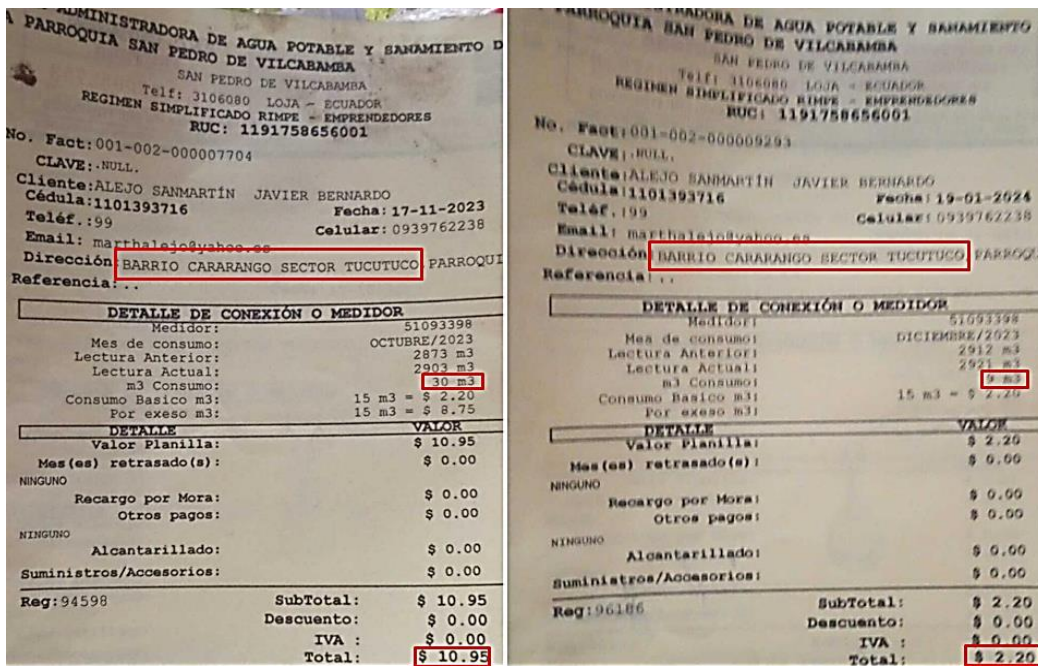 ADMINISTRADORA DE AGUA POTABLE Y SANAMIENTO D
A PARROQUIA SAN PEDRO DE VILCABAMBA
SAN PEDRO DE VILCABAMBA
Telf: 3106080 LOJA - ECUADOR
REGIMEN SIMPLIFICADO RIMPE - EMPRENDEDORES
RUC: 1191758656001
No. Fact:001-002-000007704
CLAVE:.NULL.
Cliente:ALEJO SANMARTÍN JAVIER BERNARDO
Cédula:1101393716 Fecha: 17-11-2023
Teléf.:99 Celular: 0939762238
Email: marthalejo@yahoo.es
Dirección:BARRIO CARARANGO SECTOR TUCUTUCO, PARROQUI
Referencia:..
DETALLE DE CONEXIÓN O MEDIDOR
Medidor: 51093398
Mes de consumo: OCTUBRE/2023
Lectura Anterior: 2873 m3
Lectura Actual: 2903 m3
m3 Consumo: 30 m3
Consumo Basico m3: 15 m3 = $ 2.20
Por exeso m3: 15 m3 = $ 8.75
DETALLE VALOR
Valor Planilla: $ 10.95
Mes(es) retrasado(s): $ 0.00
NINGUNO
Recargo por Mora: $ 0.00
Otros pagos: $ 0.00
NINGUNO
Alcantarillado: $ 0.00
Suministros/Accesorios: $ 0.00
Reg:94598 SubTotal: $ 10.95
Descuento: $ 0.00
IVA : $ 0.00
Total: $ 10.95
DE AGUA POTABLE Y SANAMIENTO
PARROQUIA SAN PEDRO DE VILCABAMBA
SAN PEDRO DE VILCABAMBA
Telf: 3106080 LOJA - ECUADOR
REGIMEN SIMPLIFICADO RIMPE - EMPRENDEDORES
RUC: 1191758656001
No. Fact:001-002-000009293
CLAVE:.NULL.
Cliente:ALEJO SANMARTÍN JAVIER BERNARDO
Cédula:1101393716 Fecha: 19-01-2024
Teléf.:99 Celular: 0939762238
Email: marthalejo@yahoo.es
Dirección:BARRIO CARARANGO SECTOR TUCUTUCO, PARROQU
Referencia:..
DETALLE DE CONEXIÓN O MEDIDOR
Medidor: 51093398
Mes de consumo: DICIEMBRE/2023
Lectura Anterior: 2912 m3
Lectura Actual: 2921 m3
m3 Consumo: 9 m3
Consumo Basico m3: 15 m3 = $ 2.20
Por exeso m3:
DETALLE VALOR
Valor Planilla: $ 2.20
Mes(es) retrasado(s): $ 0.00
NINGUNO
Recargo por Mora: $ 0.00
Otros pagos: $ 0.00
NINGUNO
Alcantarillado: $ 0.00
Suministros/Accesorios: $ 0.00
Reg:96186 SubTotal: $ 2.20
Descuento: $ 0.00
IVA : $ 0.00
Total: $ 2.20